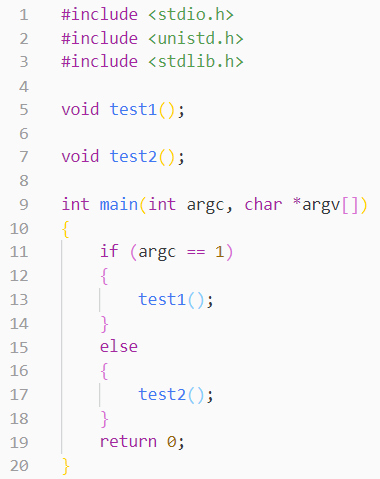 1 #include <stdio.h>
2 #include <unistd.h>
3 #include <stdlib.h>
4
5 void test1();
6
7 void test2();
8
9 int main(int argc, char *argv[])
10 {
11     if (argc == 1)
12     {
13         test1();
14     }
15     else
16     {
17         test2();
18     }
19     return 0;
20 }